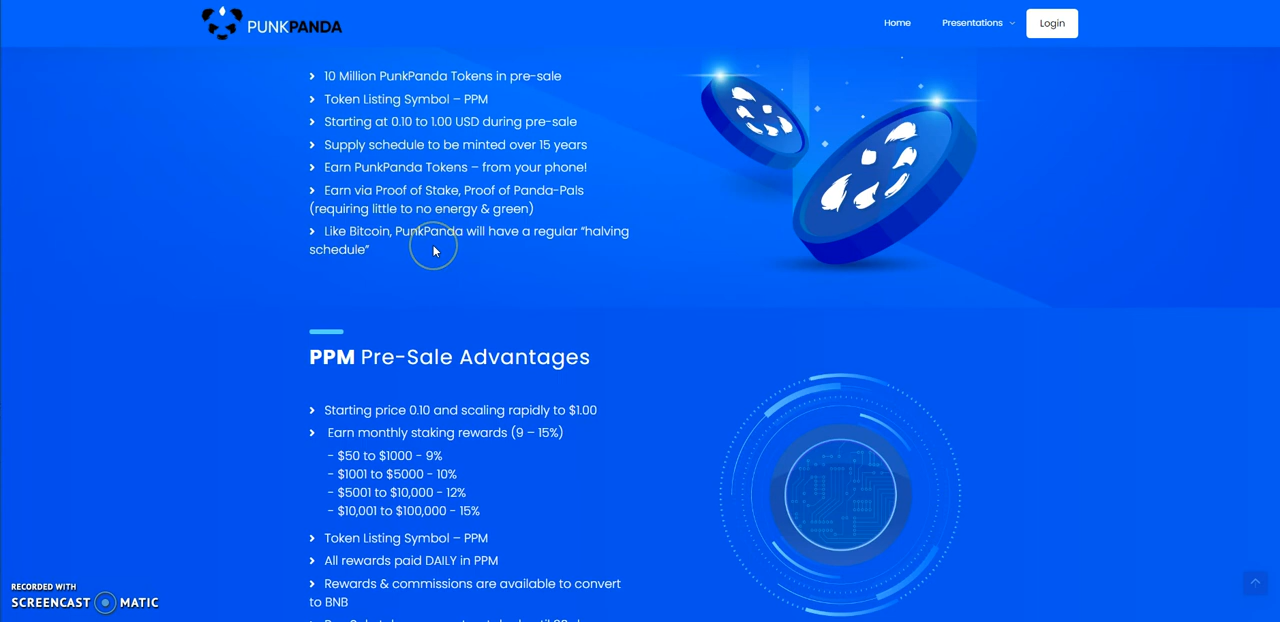 PUNKPANDA
Home
Presentations
Login
10 Million PunkPanda Tokens in pre-sale
Token Listing Symbol – PPM
Starting at 0.10 to 1.00 USD during pre-sale
Supply schedule to be minted over 15 years
Earn PunkPanda Tokens – from your phone!
Earn via Proof of Stake, Proof of Panda-Pals
(requiring little to no energy & green)
Like Bitcoin, PunkPanda will have a regular “halving
schedule”
PPM Pre-Sale Advantages
Starting price 0.10 and scaling rapidly to $1.00
Earn monthly staking rewards (9 – 15%)
- $50 to $1000 - 9%
- $1001 to $5000 - 10%
- $5001 to $10,000 - 12%
- $10,001 to $100,000 - 15%
Token Listing Symbol – PPM
All rewards paid DAILY in PPM
Rewards & commissions are available to convert
to BNB
RECORDED WITH
SCREENCAST MATIC